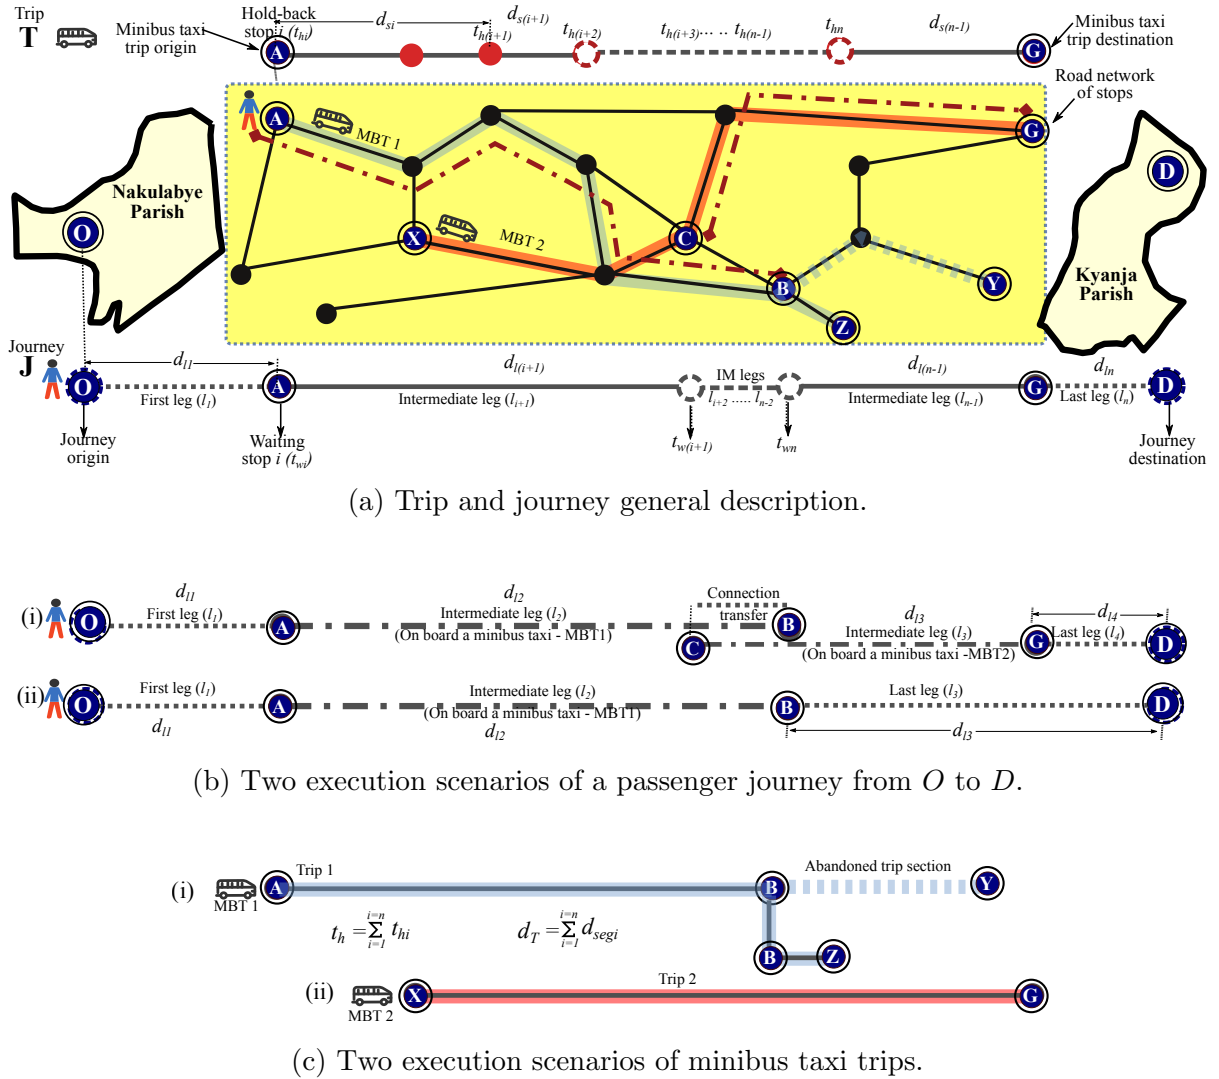 Trip
T
Minibus taxi
trip origin
Hold-back
stop i (thi)
dsi
ds(i+1)
th(i+1)
th(i+2)
th(i+3)... .. th(n-1)
thn
ds(n-1)
Minibus taxi
trip destination
A
G
Road network
of stops
A
MBT 1
G
Nakulabye
Parish
O
X
MBT 2
C
B
Y
Z
D
Kyanja
Parish
Journey
J
dl1
dl(i+1)
dl(n-1)
dln
O
A
IM legs
G
D
First leg (l1)
Intermediate leg (li+1)
li+2 ..... ln-2
Intermediate leg (ln-1)
Last leg (ln)
Journey
origin
Waiting
stop i (twi)
tw(i+1)
twn
Journey
destination
(a) Trip and journey general description.
(i)
O
dl1
First leg (l1)
A
dl2
Intermediate leg (l2)
(On board a minibus taxi - MBT1)
Connection
transfer
B
C
dl3
Intermediate leg (l3)
(On board a minibus taxi -MBT2)
G
dl4
Last leg (l4)
D
(ii)
O
First leg (l1)
dl1
A
Intermediate leg (l2)
(On board a minibus taxi - MBT1)
dl2
B
Last leg (l3)
dl3
D
(b) Two execution scenarios of a passenger journey from O to D.
(i)
MBT 1
A
Trip 1
B
Abandoned trip section
Y
th = Σ i=1 i=n thi
dT = Σ i=1 i=n dsegi
B
Z
(ii)
MBT 2
X
Trip 2
G
(c) Two execution scenarios of minibus taxi trips.